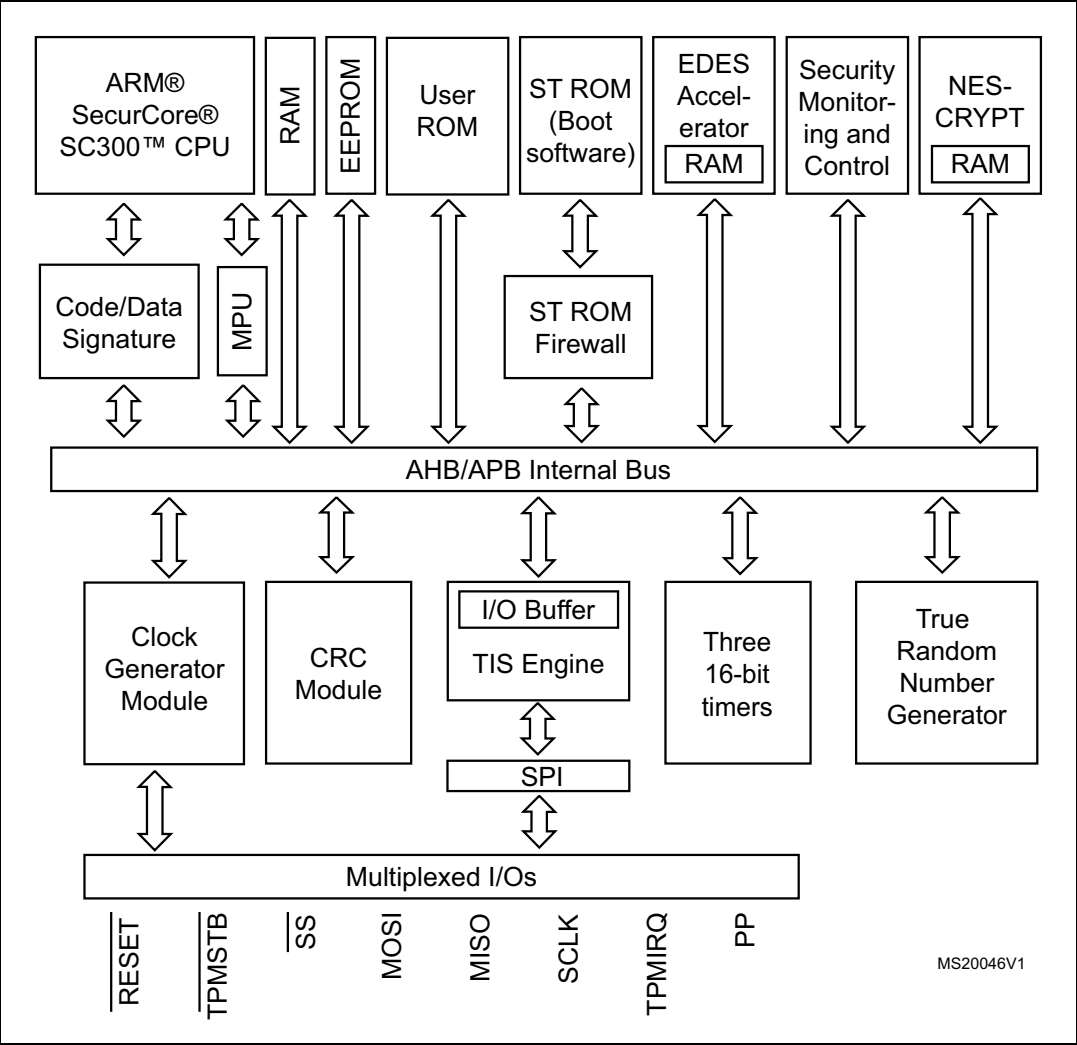 ARM®
SecurCore®
SC300™ CPU
RAM
EEPROM
User
ROM
ST ROM
(Boot
software)
EDES
Accel-
erator
RAM
Security
Monitor-
ing and
Control
NES-
CRYPT
RAM
Code/Data
Signature
MPU
ST ROM
Firewall
AHB/APB Internal Bus
Clock
Generator
Module
CRC
Module
I/O Buffer
TIS Engine
Three
16-bit
timers
True
Random
Number
Generator
SPI
Multiplexed I/Os
RESET
TPMSTB
SS
MOSI
MISO
SCLK
TPMIRQ
PP
MS20046V1